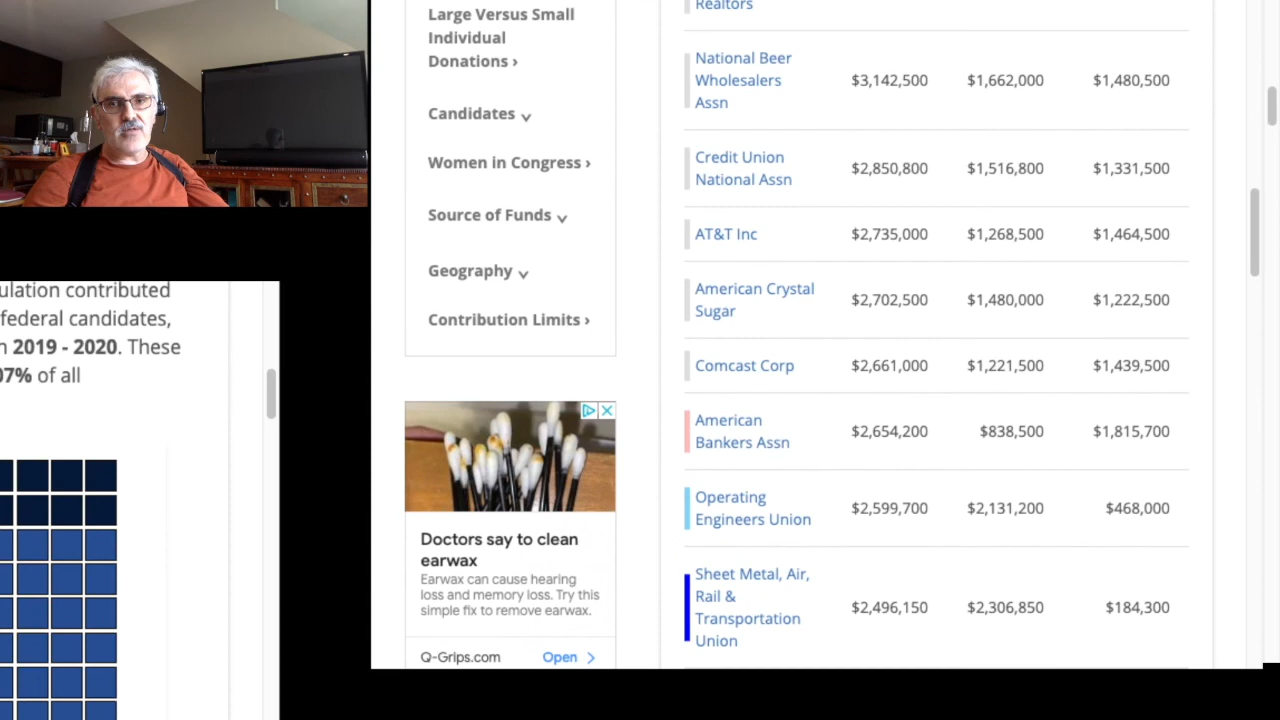 Large Versus Small
Individual
Donations ›
Candidates
Women in Congress ›
Source of Funds
Geography
Contribution Limits ›
Doctors say to clean
earwax
Earwax can cause hearing
loss and memory loss. Try this
simple fix to remove earwax.
Q-Grips.com Open
Realtors
National Beer
Wholesalers
Assn
$3,142,500 $1,662,000 $1,480,500
Credit Union
National Assn
$2,850,800 $1,516,800 $1,331,500
AT&T Inc $2,735,000 $1,268,500 $1,464,500
American Crystal
Sugar
$2,702,500 $1,480,000 $1,222,500
Comcast Corp $2,661,000 $1,221,500 $1,439,500
American
Bankers Assn
$2,654,200 $838,500 $1,815,700
Operating
Engineers Union
$2,599,700 $2,131,200 $468,000
Sheet Metal, Air,
Rail &
Transportation
Union
$2,496,150 $2,306,850 $184,300
ulation contributed
federal candidates,
n 2019 - 2020. These
07% of all